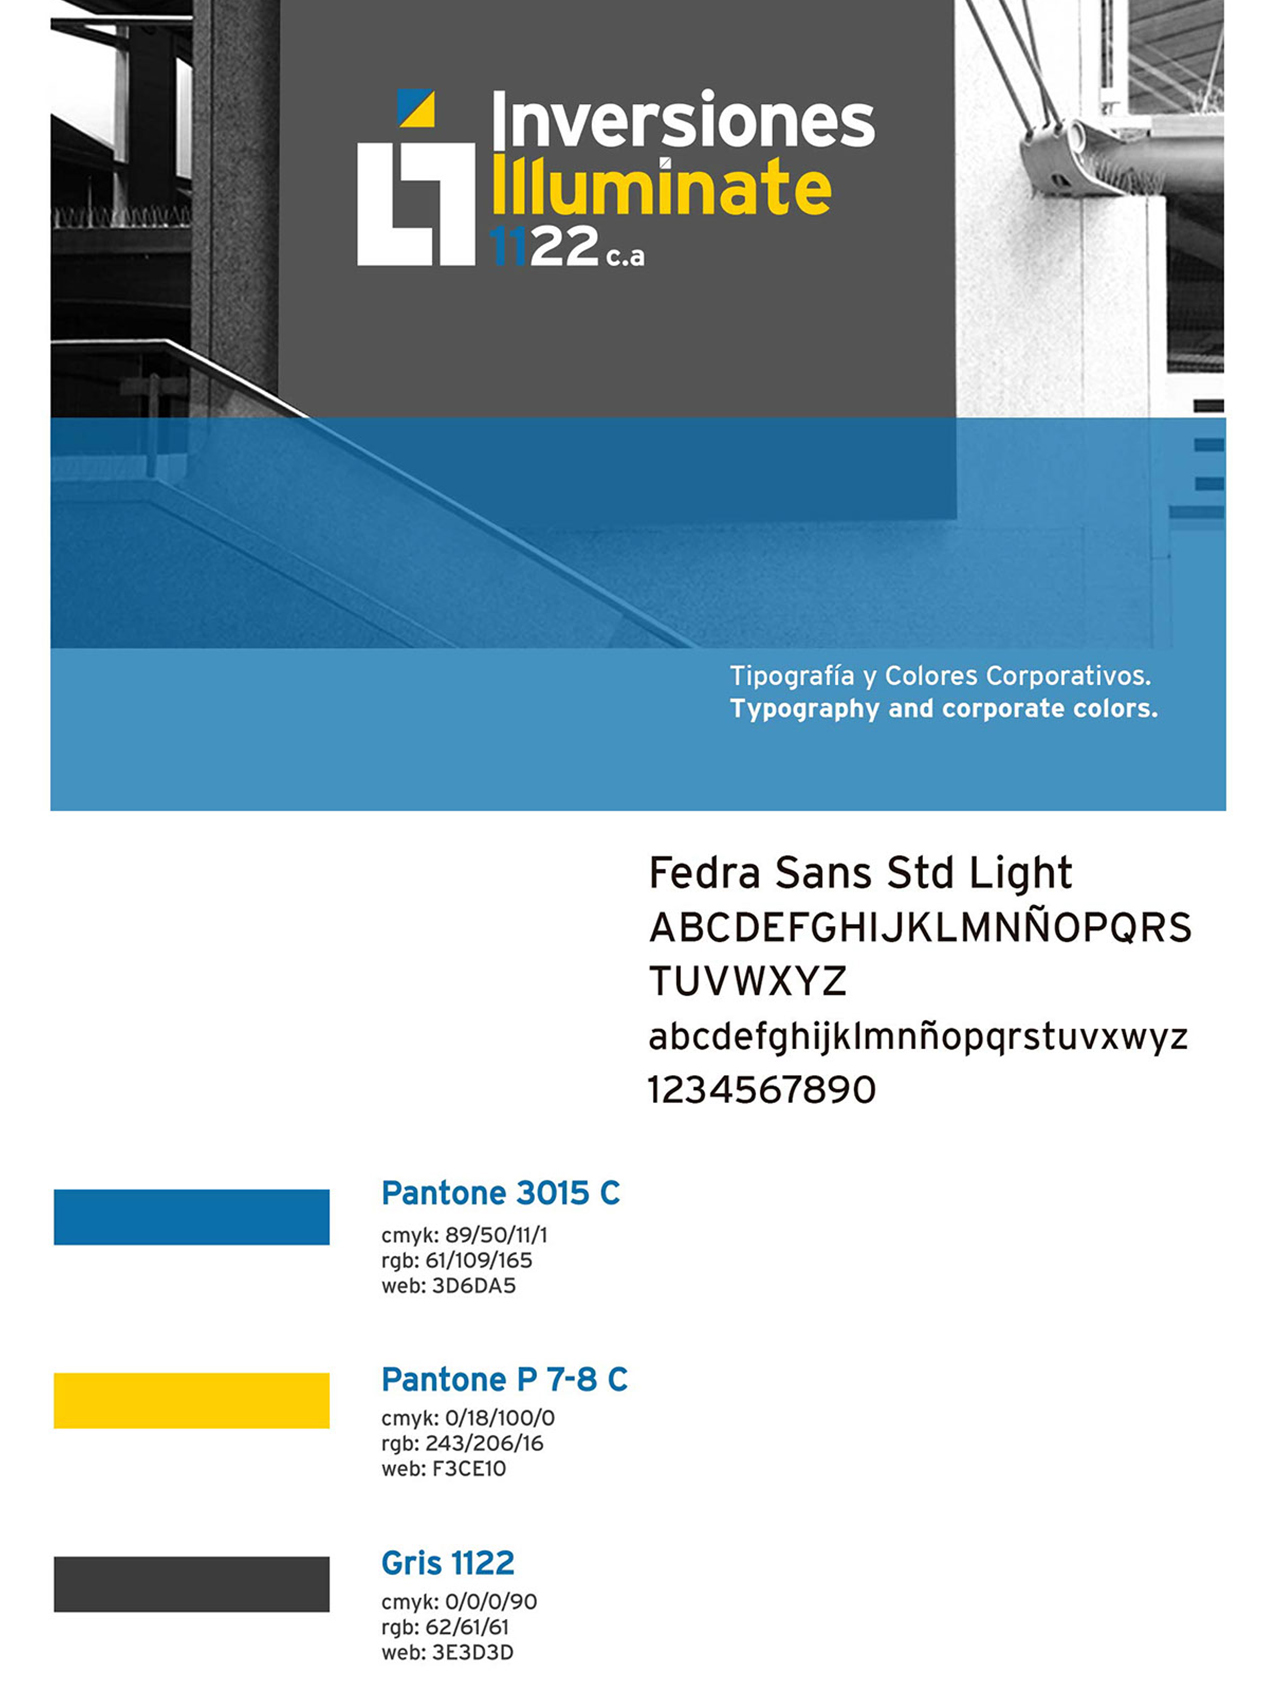 Inversiones
Illuminate
1122 c.a
Tipografía y Colores Corporativos.
Typography and corporate colors.
Fedra Sans Std Light
ABCDEFGHIJKLMNÑOPQRS
TUVWXYZ
abcdefghijklmnñopqrstuvxwyz
1234567890
Pantone 3015 C
cmyk: 89/50/11/1
rgb: 61/109/165
web: 3D6DA5
Pantone P 7-8 C
cmyk: 0/18/100/0
rgb: 243/206/16
web: F3CE10
Gris 1122
cmyk: 0/0/0/90
rgb: 62/61/61
web: 3E3D3D